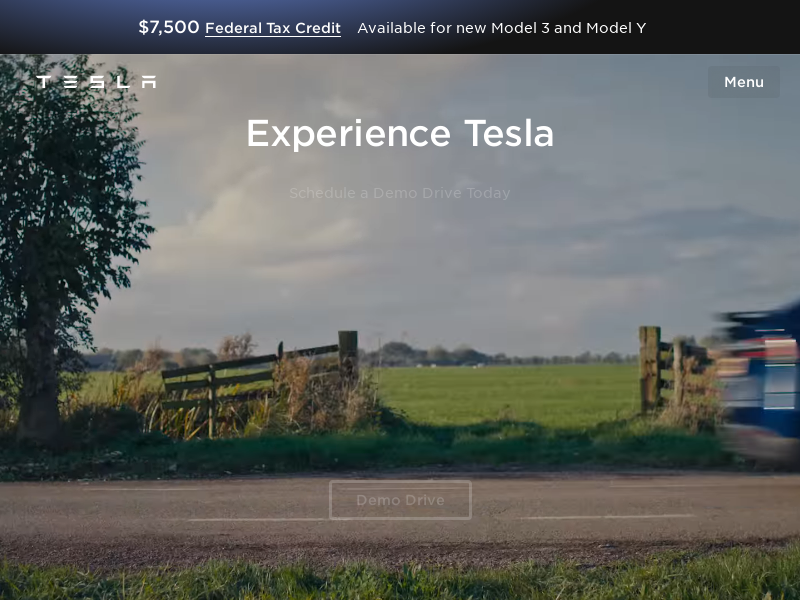 $7,500 Federal Tax Credit Available for new Model 3 and Model Y
TESLA
Menu
Experience Tesla
Schedule a Demo Drive Today
Demo Drive